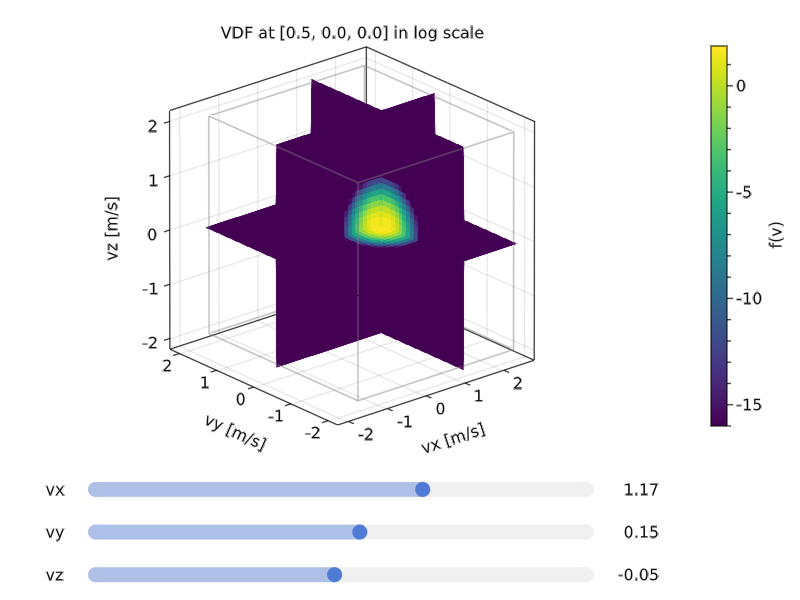 VDF at [0.5, 0.0, 0.0] in log scale
2
1
0
-1
-2
vz [m/s]
2
1
0
-1
-2
vy [m/s]
-2
-1
0
1
2
vx [m/s]
0
-5
-10
-15
f(v)
vx 1.17
vy 0.15
vz -0.05